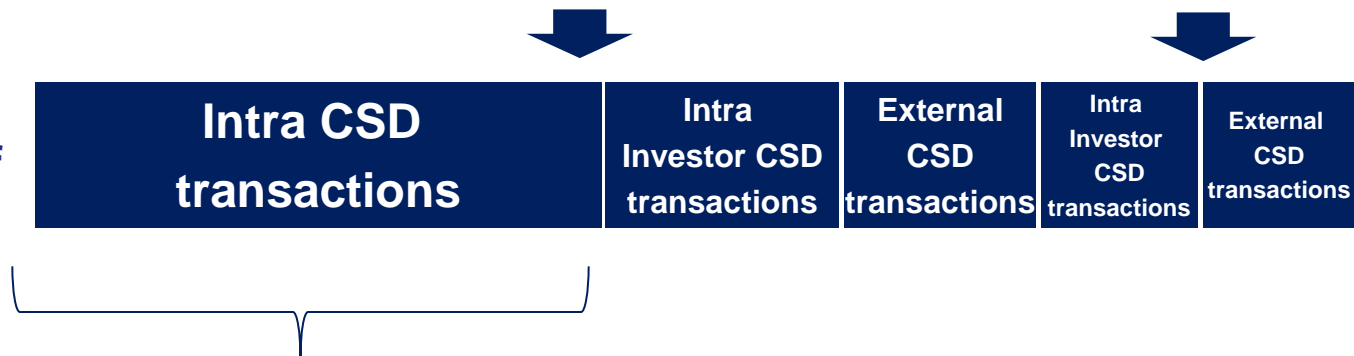 Intra CSD
transactions
Intra
Investor CSD
transactions
External
CSD
transactions
Intra
Investor
CSD
transactions
External
CSD
transactions